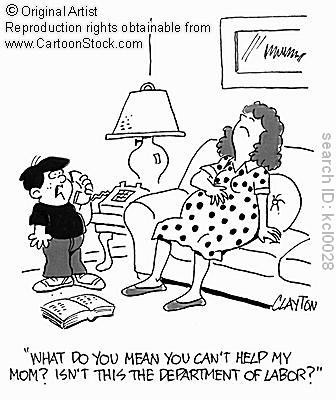 © Original Artist
Reproduction rights obtainable from
www.CartoonStock.com
search ID: jcl0028
CLAYTON
"WHAT DO YOU MEAN YOU CAN'T HELP MY
MOM? ISN'T THIS THE DEPARTMENT OF LABOR?"